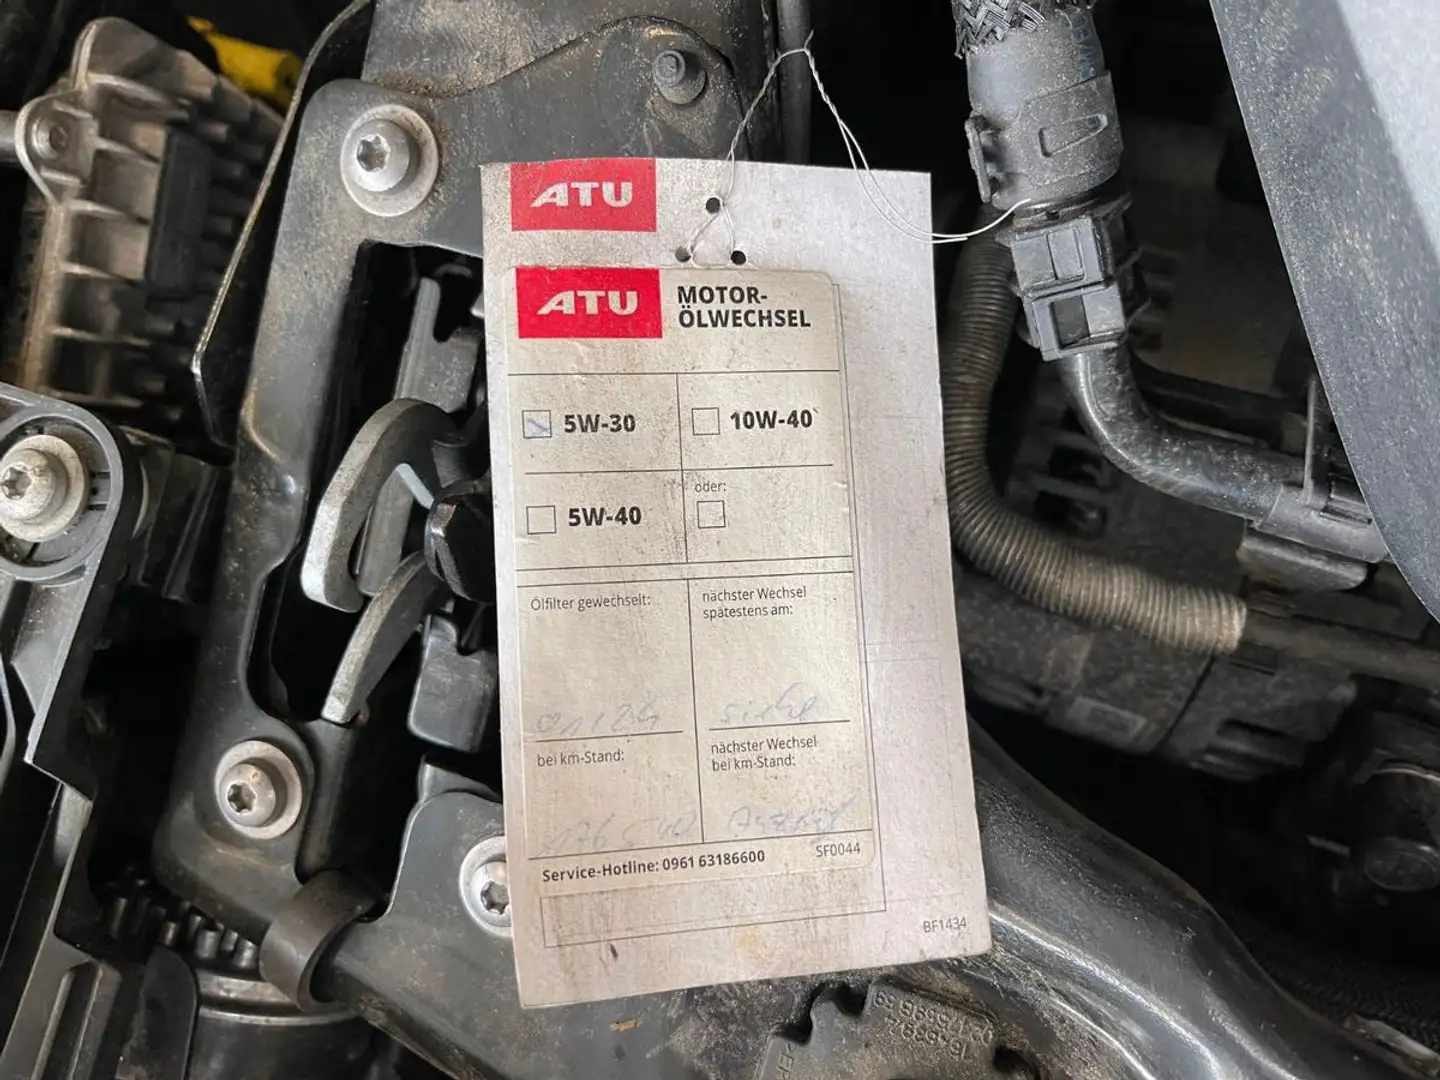 ATU
ATU
MOTOR-
ÖLWECHSEL
5W-30
10W-40
5W-40
oder:
Ölfilter gewechselt:
nächster Wechsel
spätestens am:
siehe
bei km-Stand:
nächster Wechsel
bei km-Stand:
Service-Hotline: 0961 63186600
SF0044
BF1434